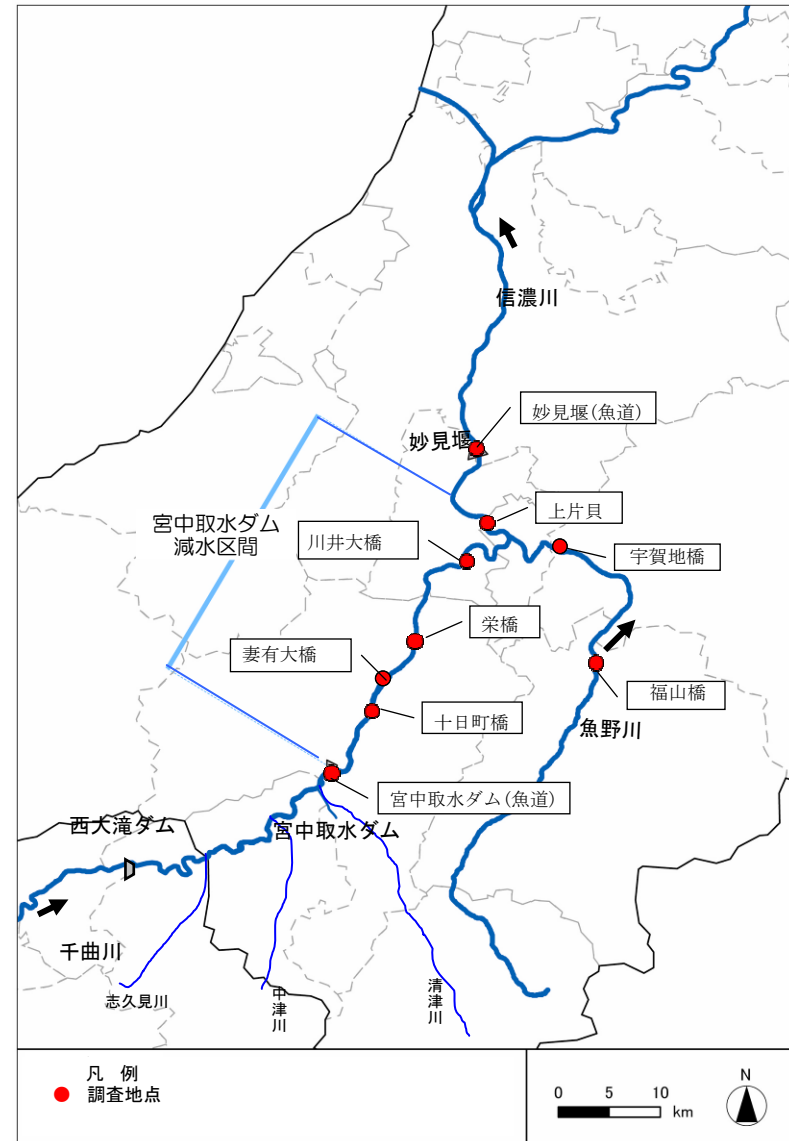 信濃川
妙見堰(魚道)
妙見堰
上片貝
宮中取水ダム
減水区間
川井大橋
宇賀地橋
栄橋
妻有大橋
福山橋
十日町橋
魚野川
宮中取水ダム(魚道)
西大滝ダム
宮中取水ダム
千曲川
志久見川
中津川
清津川
凡 例
調査地点
0 5 10
km
N